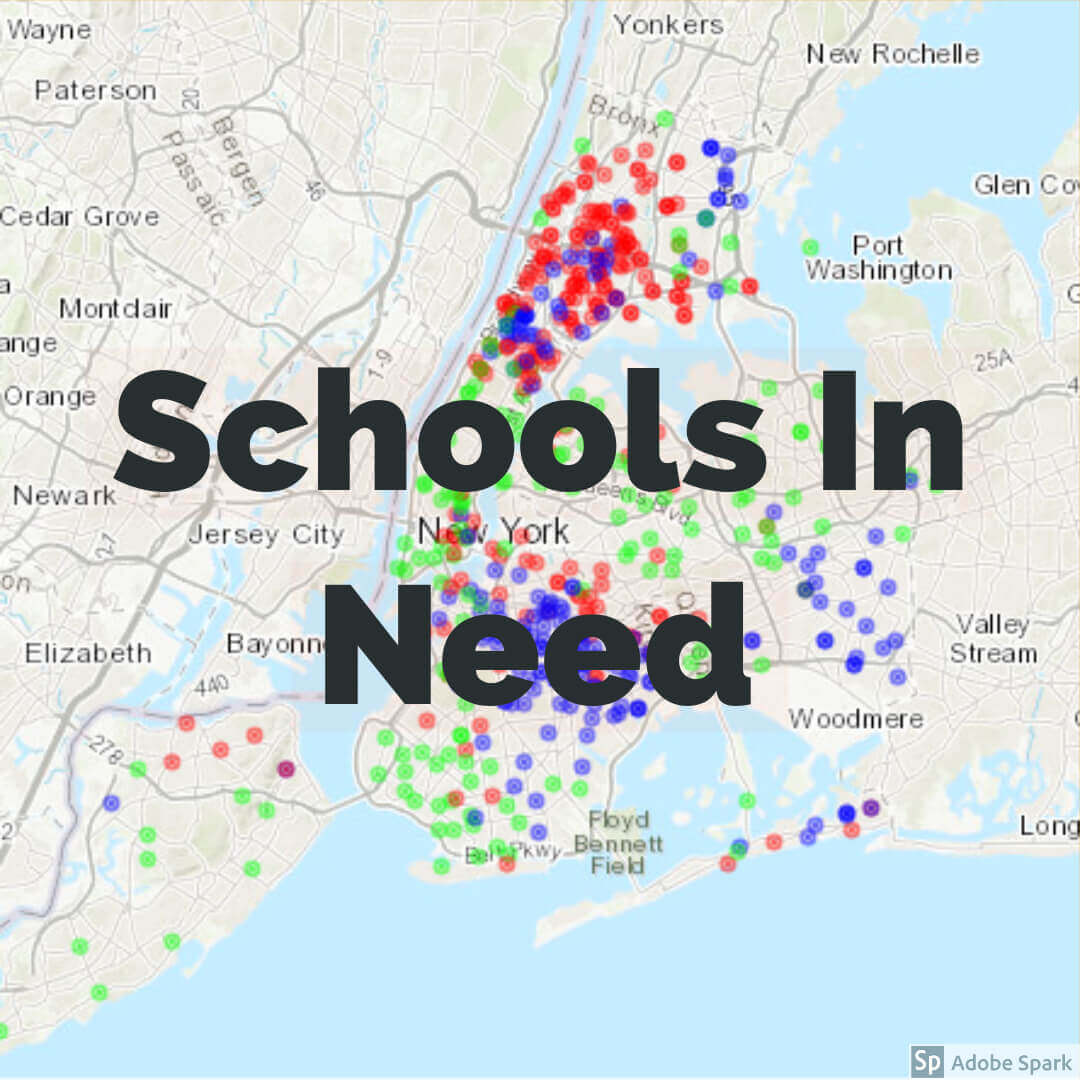 Wayne
Yonkers
New Rochelle
Paterson
20
Bronx
Bergen
Passaic
1
46
Glen Cov
Cedar Grove
Port
Washington
Montclair
ange
1-9
25A
Orange
Schools In
Newark
Queens Blvd
New York
Jersey City
Need
Elizabeth
Bayonne
Valley
Stream
440
Woodmere
278
Floyd
Bennett
Field
Long
Belt Pkwy
Sp Adobe Spark